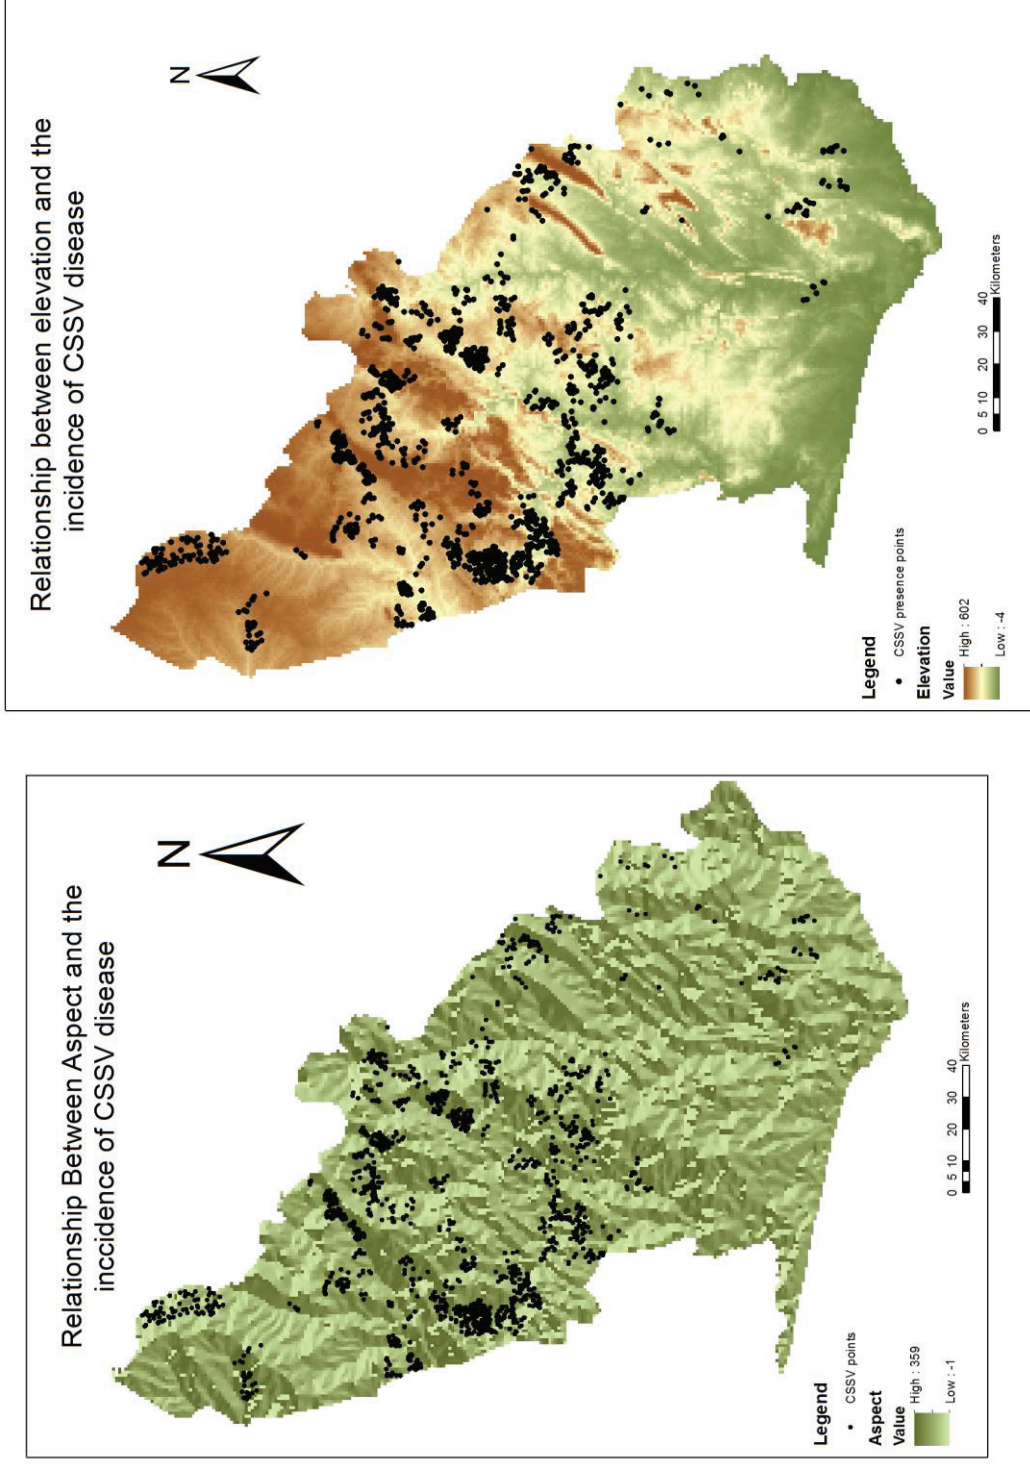 Relationship Between Aspect and the
inccidence of CSSV disease
N
Legend
CSSV points
Aspect
Value
High : 359
Low : -1
0 5 10 20 30 40
Kilometers
Relationship between elevation and the
incidence of CSSV disease
N
Legend
CSSV presence points
Elevation
Value
High : 602
Low : -4
0 5 10 20 30 40
Kilometers